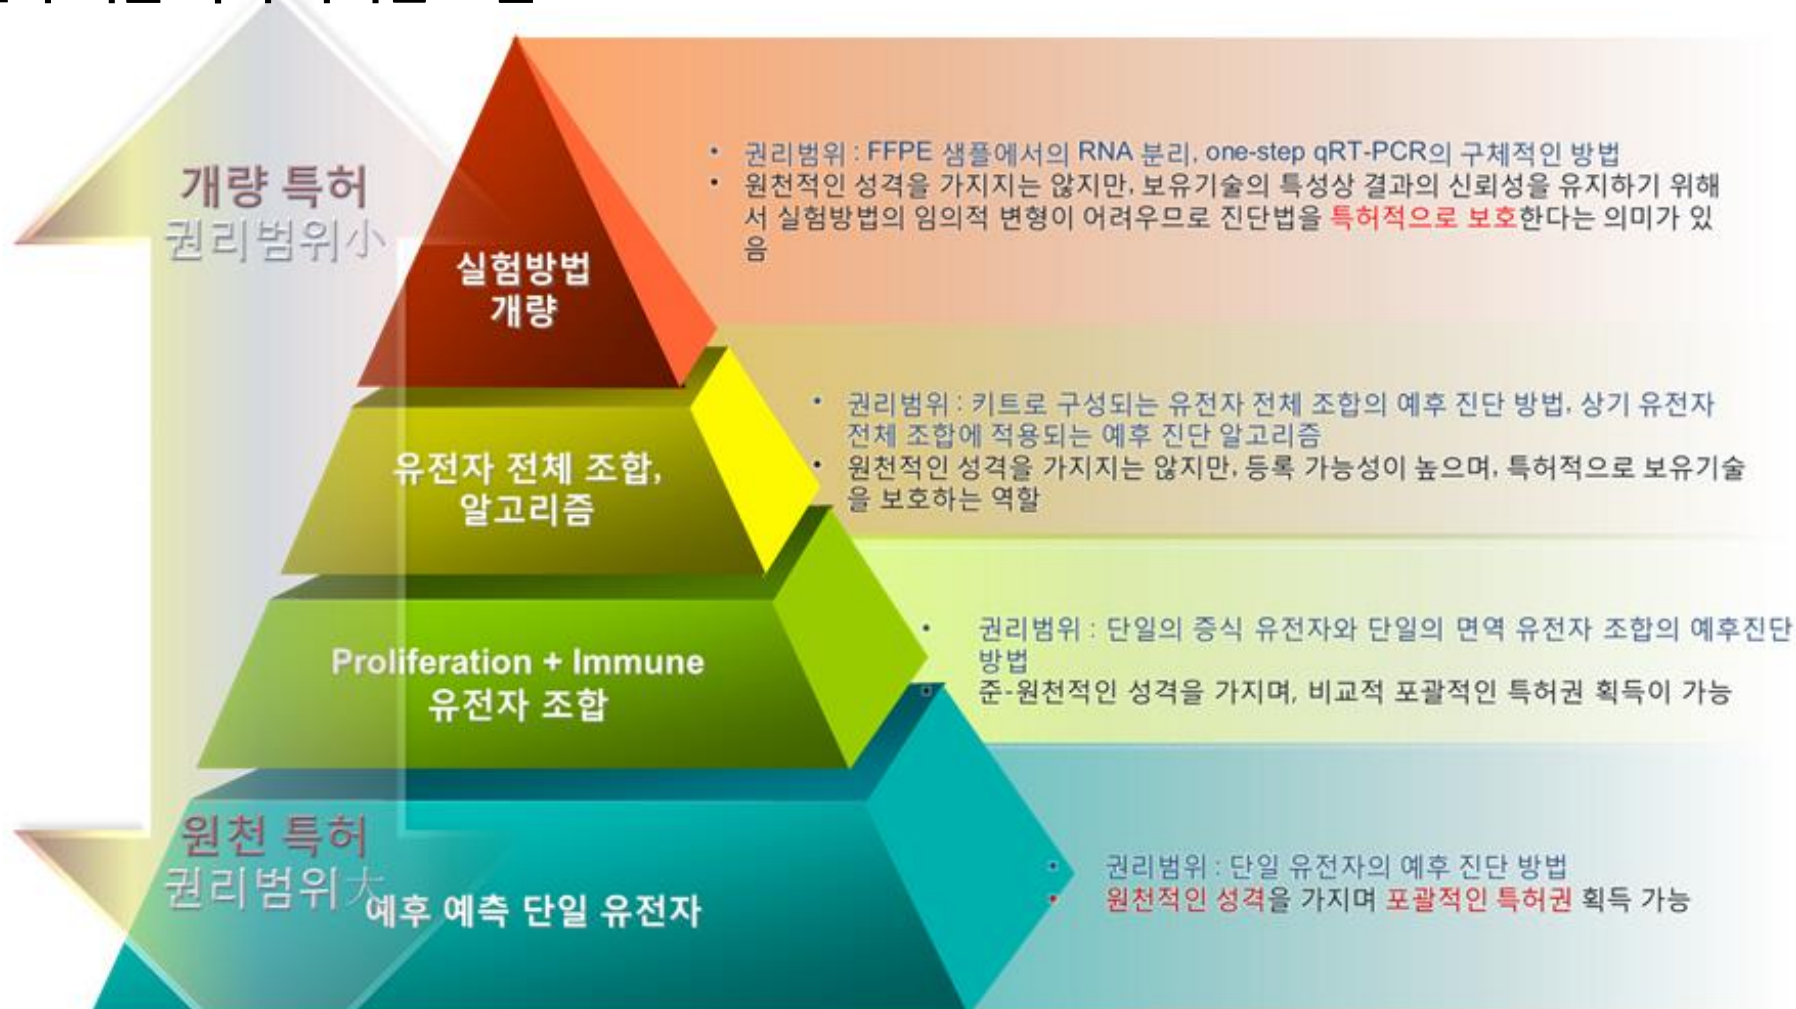 개량 특허
권리범위小
실험방법
개량
• 권리범위 : FFPE 샘플에서의 RNA 분리, one-step qRT-PCR의 구체적인 방법
• 원천적인 성격을 가지지는 않지만, 보유기술의 특성상 결과의 신뢰성을 유지하기 위해
서 실험방법의 임의적 변형이 어려우므로 진단법을 특허적으로 보호한다는 의미가 있
음
유전자 전체 조합,
알고리즘
• 권리범위 : 키트로 구성되는 유전자 전체 조합의 예후 진단 방법, 상기 유전자
전체 조합에 적용되는 예후 진단 알고리즘
• 원천적인 성격을 가지지는 않지만, 등록 가능성이 높으며, 특허적으로 보유기술
을 보호하는 역할
Proliferation + Immune
유전자 조합
• 권리범위 : 단일의 증식 유전자와 단일의 면역 유전자 조합의 예후진단
방법
• 준-원천적인 성격을 가지며, 비교적 포괄적인 특허권 획득이 가능
원천 특허
권리범위大
예후 예측 단일 유전자
• 권리범위 : 단일 유전자의 예후 진단 방법
• 원천적인 성격을 가지며 포괄적인 특허권 획득 가능